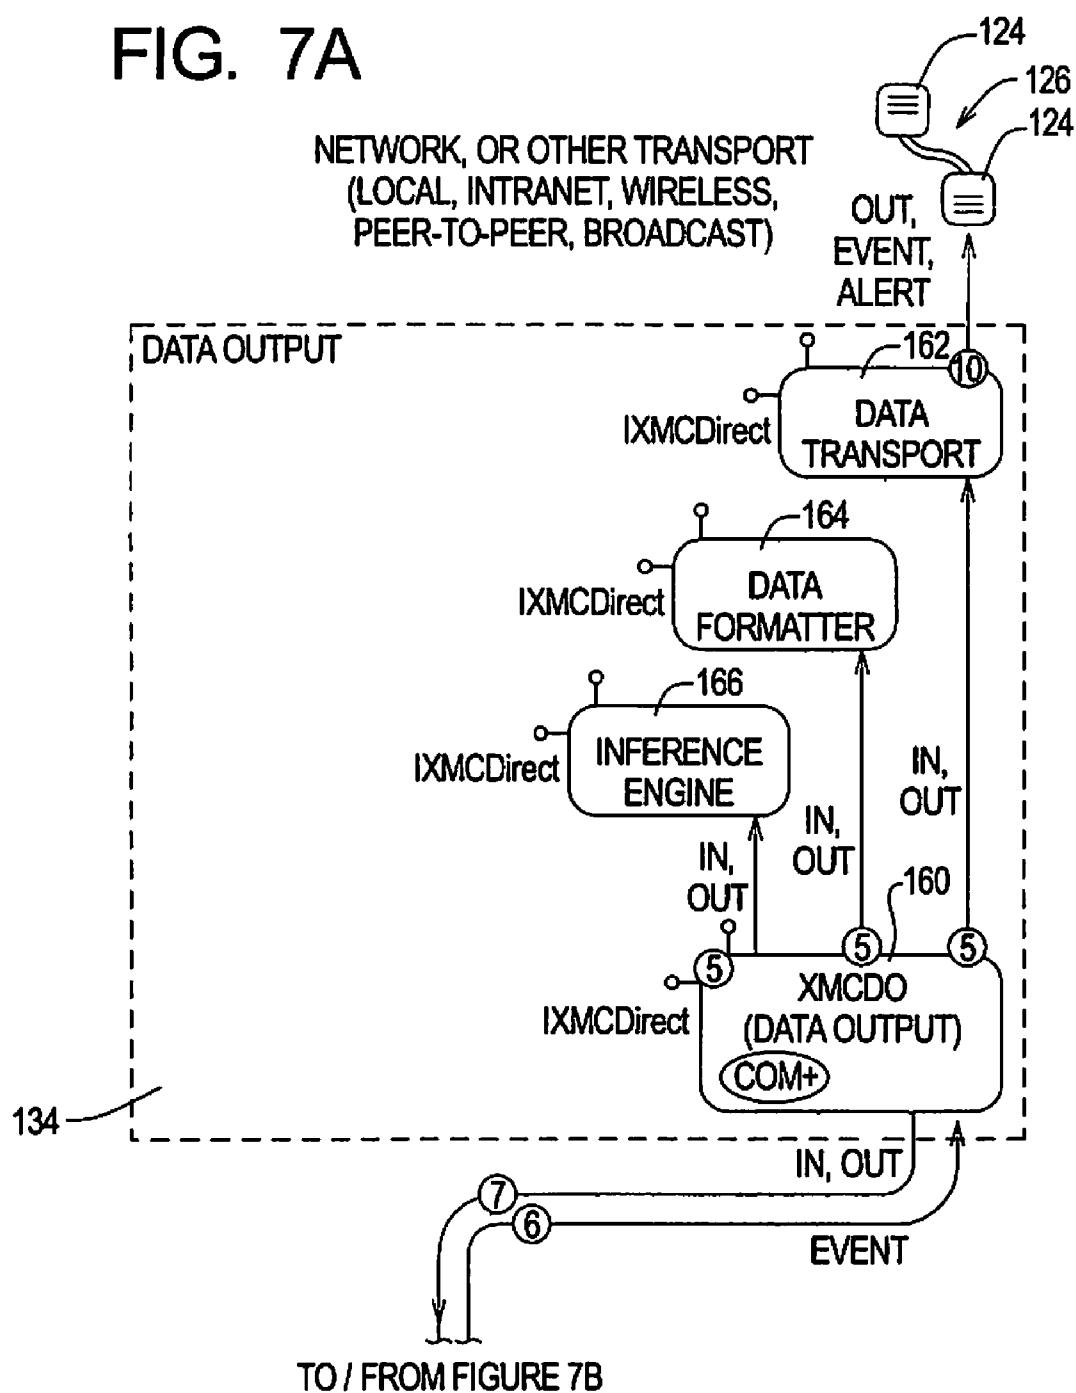 FIG. 7A
124
126
124
NETWORK, OR OTHER TRANSPORT
(LOCAL, INTRANET, WIRELESS,
PEER-TO-PEER, BROADCAST)
OUT,
EVENT,
ALERT
DATA OUTPUT
162
10
IXMCDirect
DATA
TRANSPORT
164
IXMCDirect
DATA
FORMATTER
166
IXMCDirect
INFERENCE
ENGINE
IN,
OUT
IN,
OUT
IN,
OUT
160
5
5
5
IXMCDirect
XMCDO
(DATA OUTPUT)
COM+
134
IN, OUT
7
6
EVENT
TO / FROM FIGURE 7B